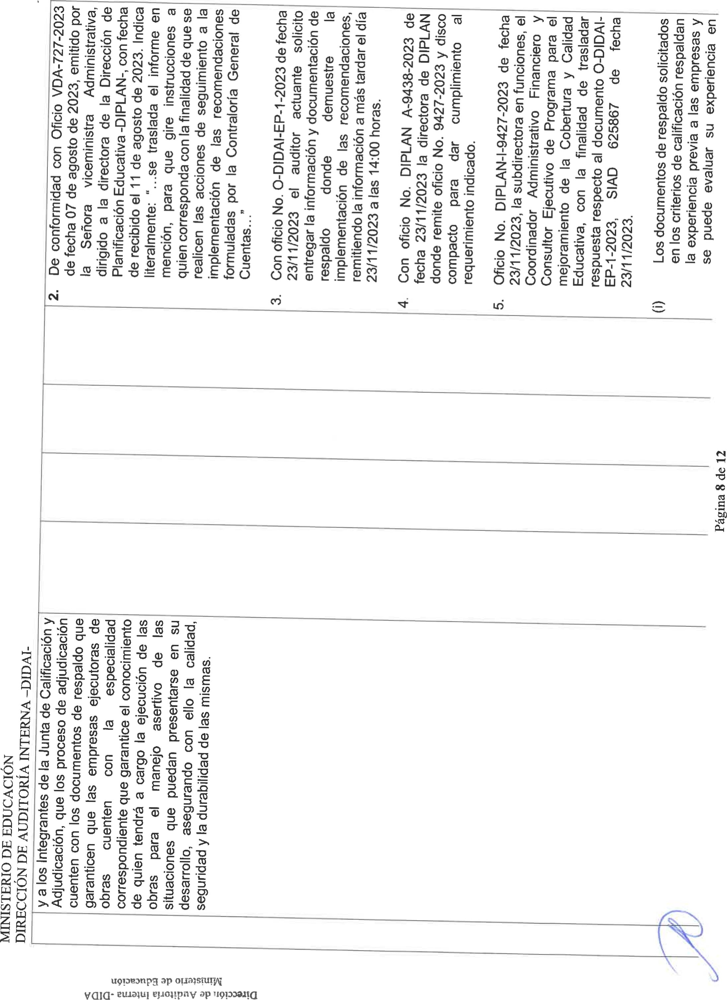 MINISTERIO DE EDUCACIÓN
DIRECCIÓN DE AUDITORÍA INTERNA –DIDAI-
y a los Integrantes de la Junta de Calificación y
Adjudicación, que los proceso de adjudicación
cuenten con los documentos de respaldo que
garanticen que las empresas ejecutoras de
obras cuenten con la especialidad
correspondiente que garantice el conocimiento
de quien tendrá a cargo la ejecución de las
obras para el manejo asertivo de las
situaciones que puedan presentarse en su
desarrollo, asegurando con ello la calidad,
seguridad y la durabilidad de las mismas.
2. De conformidad con Oficio VDA-727-2023
de fecha 07 de agosto de 2023, emitido por
la Señora viceministra Administrativa,
dirigido a la directora de la Dirección de
Planificación Educativa -DIPLAN-, con fecha
de recibido el 11 de agosto de 2023. Indica
literalmente: “…se traslada el informe en
mención, para que gire instrucciones a
quien corresponda con la finalidad de que se
realicen las acciones de seguimiento a la
implementación de las recomendaciones
formuladas por la Contraloría General de
Cuentas…”
3. Con oficio No. O-DIDAI-EP-1-2023 de fecha
23/11/2023 el auditor actuante solicito
entregar la información y documentación de
respaldo donde demuestre la
implementación de las recomendaciones,
remitiendo la información a más tardar el día
23/11/2023 a las 14:00 horas.
4. Con oficio No. DIPLAN A-9438-2023 de
fecha 23/11/2023 la directora de DIPLAN
donde remite oficio No. 9427-2023 y disco
compacto para dar cumplimiento al
requerimiento indicado.
5. Oficio No. DIPLAN-I-9427-2023 de fecha
23/11/2023, la subdirectora en funciones, el
Coordinador Administrativo Financiero y
Consultor Ejecutivo de Programa para el
mejoramiento de la Cobertura y Calidad
Educativa, con la finalidad de trasladar
respuesta respecto al documento O-DIDAI-
EP-1-2023, SIAD 625867 de fecha
23/11/2023.
(i) Los documentos de respaldo solicitados
en los criterios de calificación respaldan
la experiencia previa a las empresas y
se puede evaluar su experiencia en
Página 8 de 12
Dirección de Auditoría Interna -DIDA
Ministerio de Educación